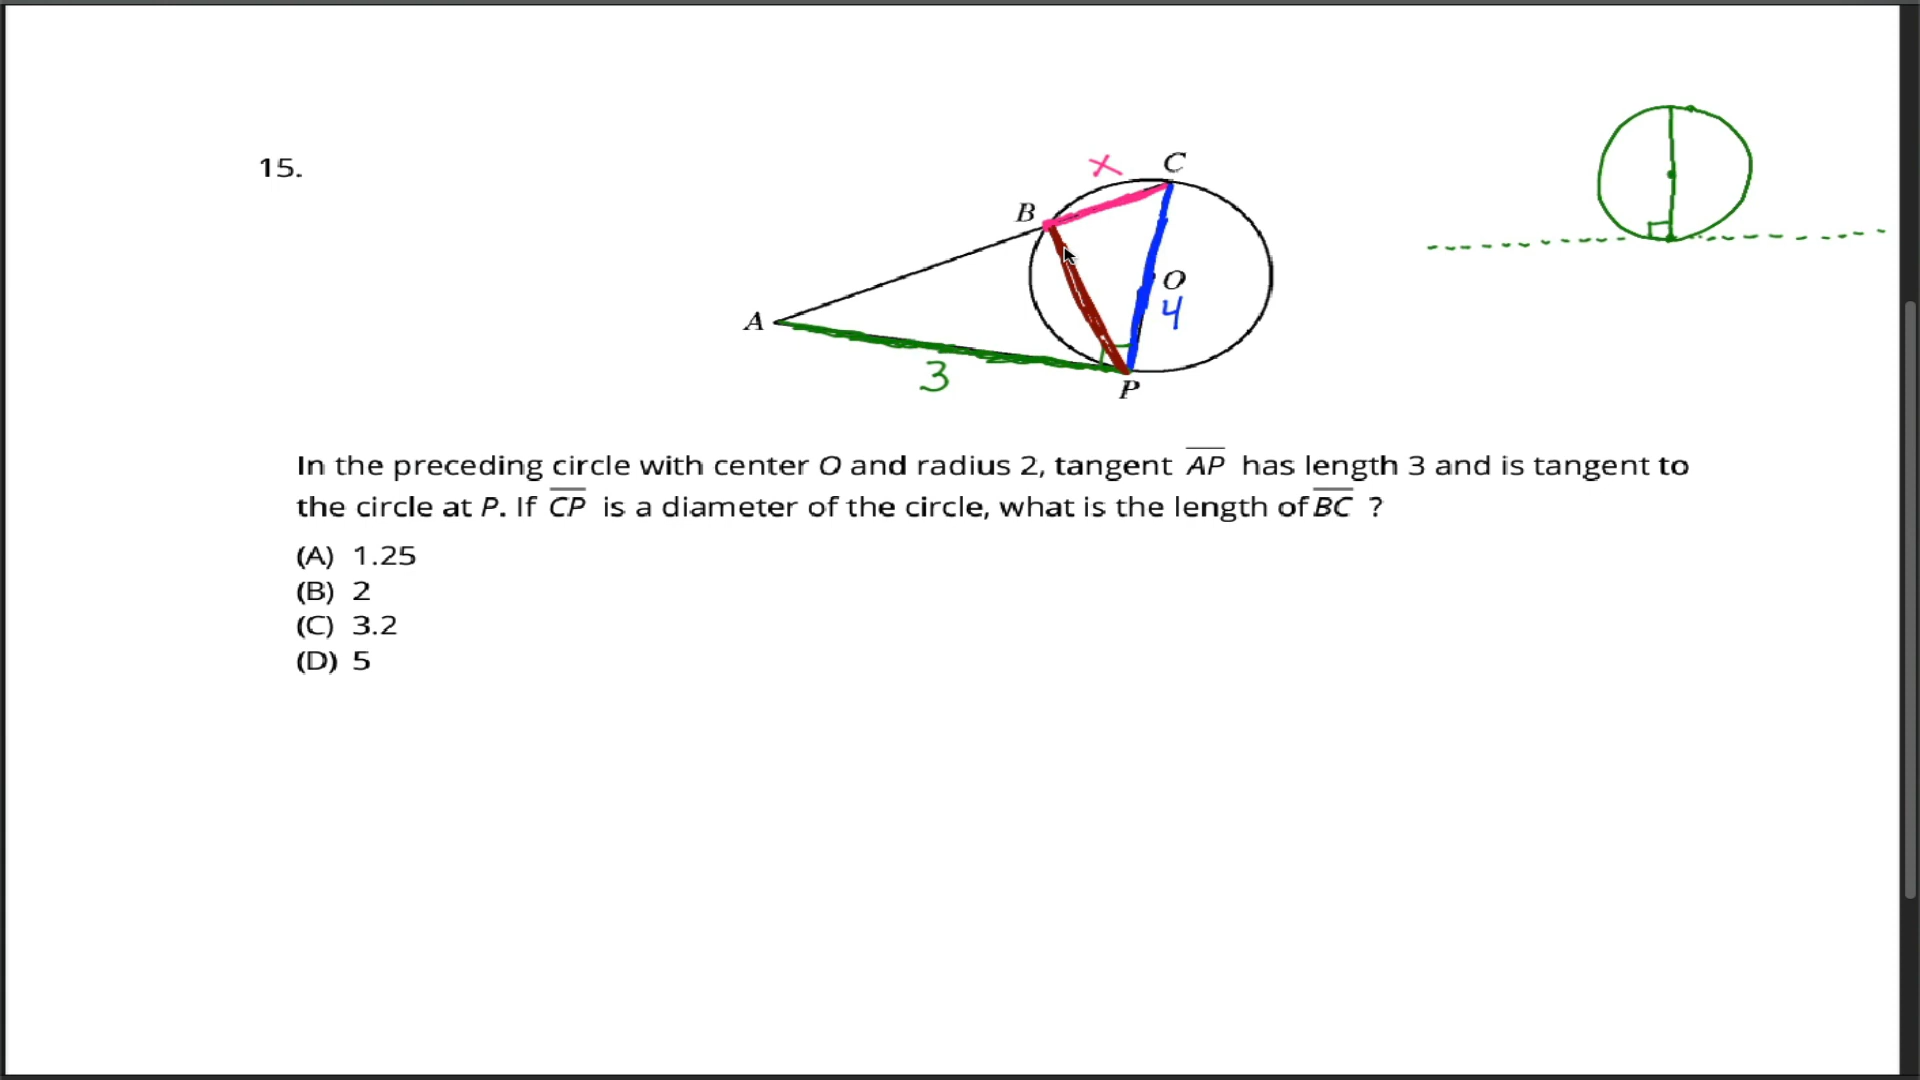 15.
x
C
B
O
4
A
3
P
In the preceding circle with center O and radius 2, tangent AP has length 3 and is tangent to
the circle at P. If CP is a diameter of the circle, what is the length of BC ?
(A) 1.25
(B) 2
(C) 3.2
(D) 5